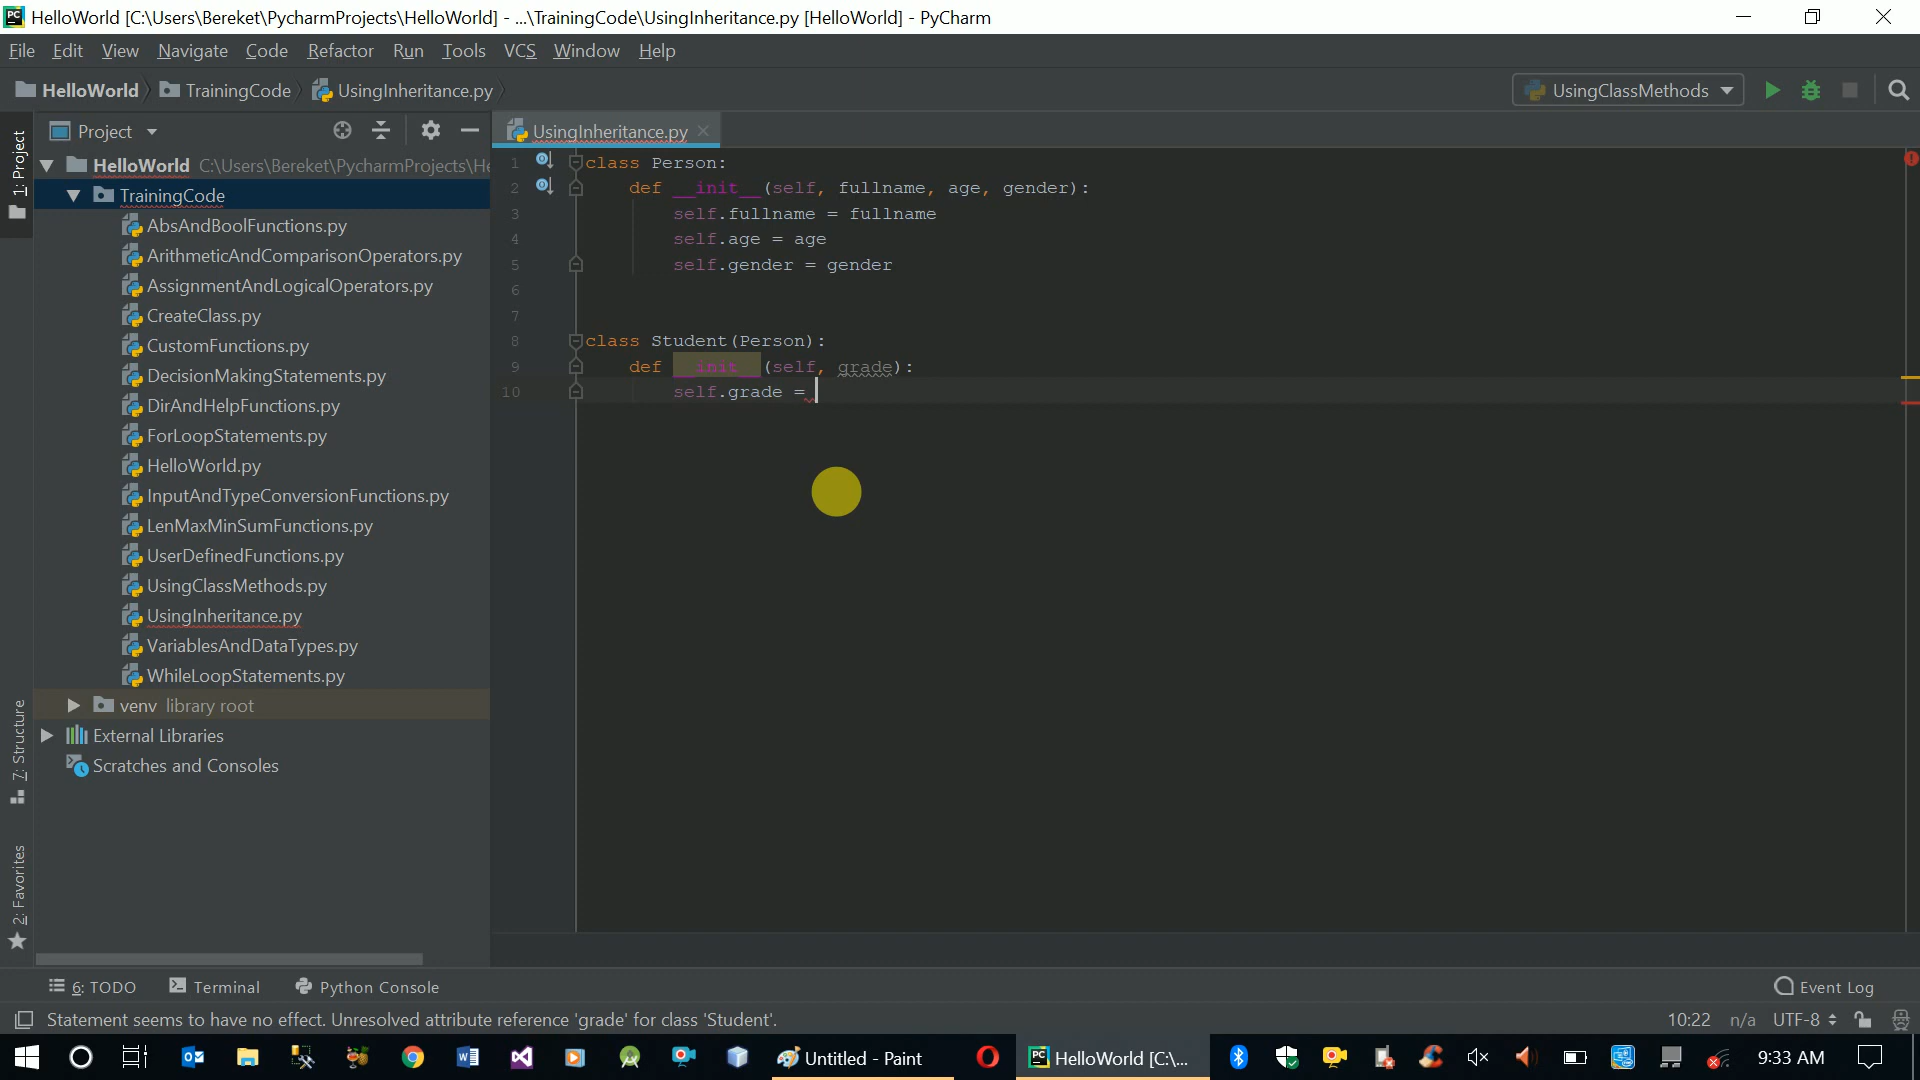 HelloWorld [C:\Users\Bereket\PycharmProjects\HelloWorld] - ...\TrainingCode\UsingInheritance.py [HelloWorld] - PyCharm
File Edit View Navigate Code Refactor Run Tools VCS Window Help
HelloWorld TrainingCode UsingInheritance.py UsingClassMethods
Project
UsingInheritance.py
1: Project
7: Structure
2: Favorites
HelloWorld C:\Users\Bereket\PycharmProjects\He
TrainingCode
AbsAndBoolFunctions.py
ArithmeticAndComparisonOperators.py
AssignmentAndLogicalOperators.py
CreateClass.py
CustomFunctions.py
DecisionMakingStatements.py
DirAndHelpFunctions.py
ForLoopStatements.py
HelloWorld.py
InputAndTypeConversionFunctions.py
LenMaxMinSumFunctions.py
UserDefinedFunctions.py
UsingClassMethods.py
UsingInheritance.py
VariablesAndDataTypes.py
WhileLoopStatements.py
venv library root
External Libraries
Scratches and Consoles
1 class Person:
2 def __init__(self, fullname, age, gender):
3 self.fullname = fullname
4 self.age = age
5 self.gender = gender
6
7
8 class Student(Person):
9 def __init__(self, grade):
10 self.grade =
6: TODO Terminal Python Console Event Log
Statement seems to have no effect. Unresolved attribute reference 'grade' for class 'Student'. 10:22 n/a UTF-8
Untitled - Paint HelloWorld [C:\... 9:33 AM